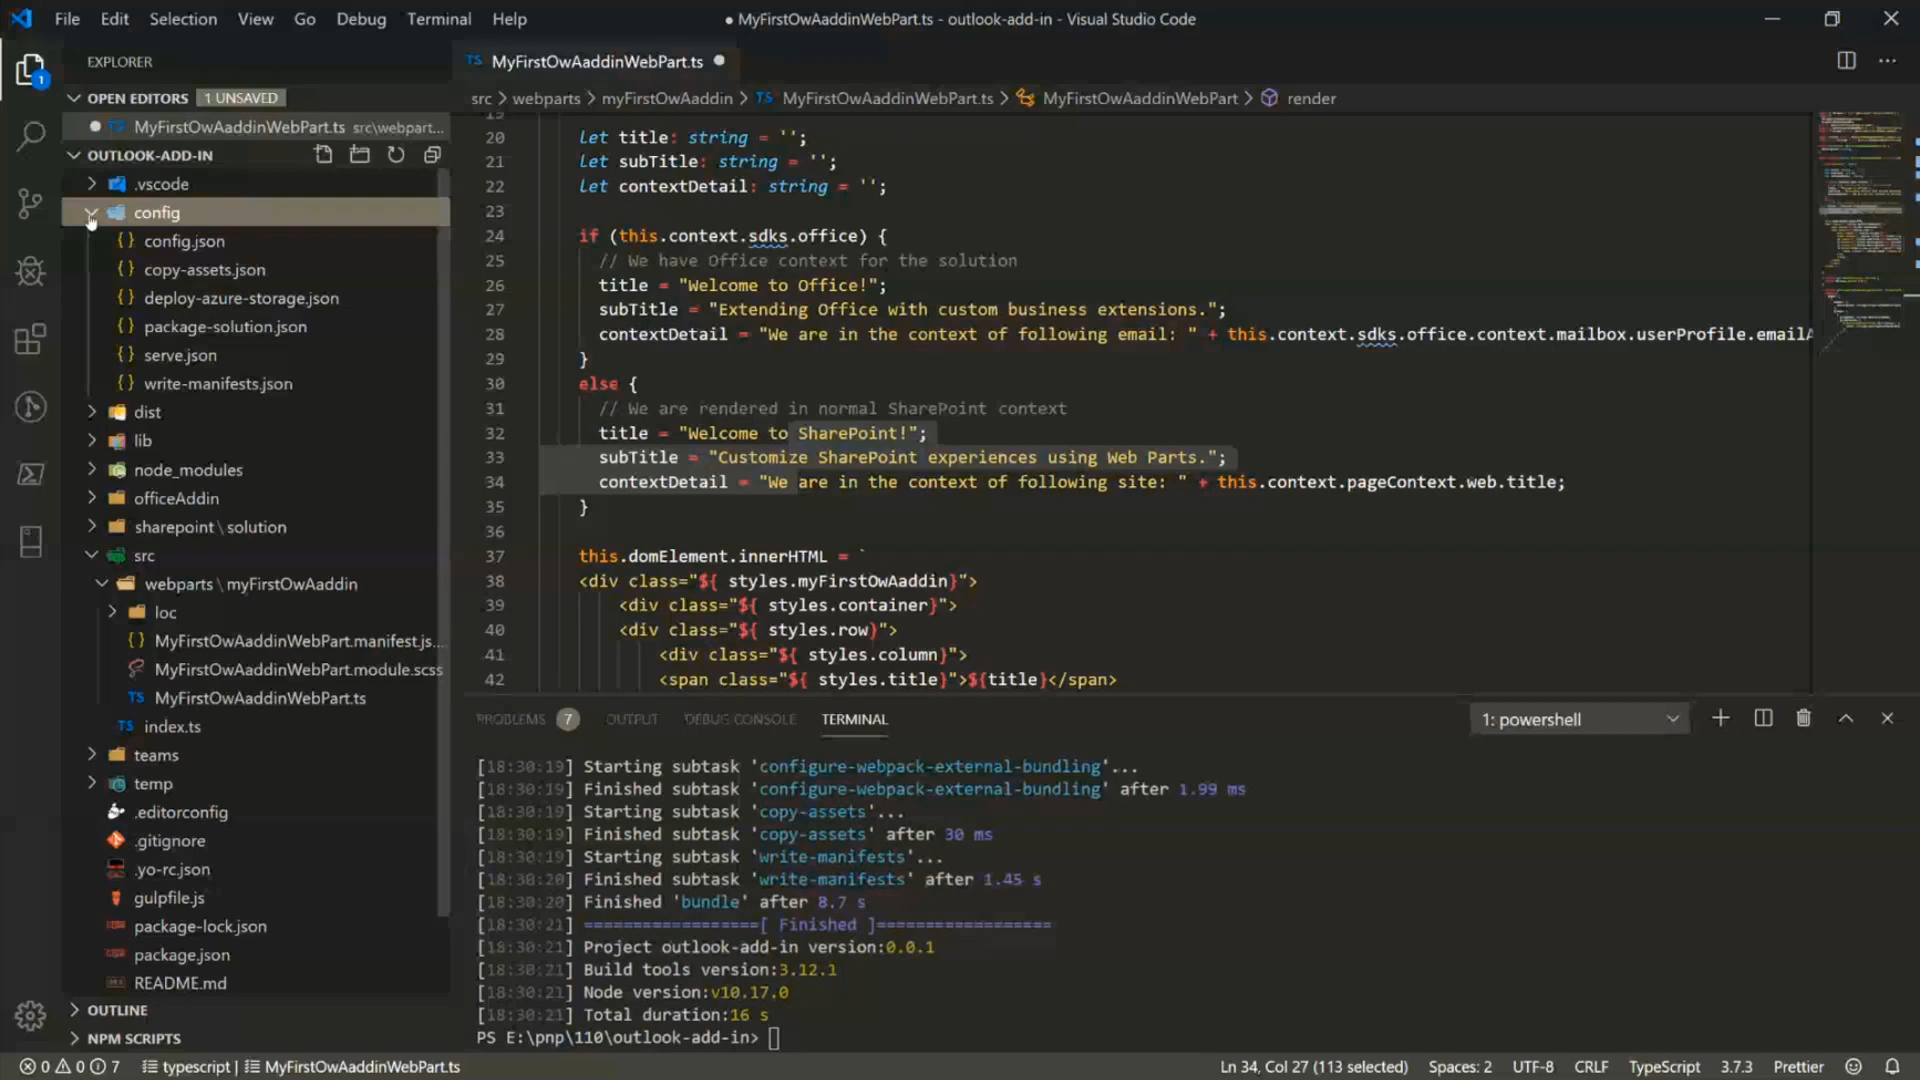 File Edit Selection View Go Debug Terminal Help
● MyFirstOwAaddinWebPart.ts - outlook-add-in - Visual Studio Code
EXPLORER
1
OPEN EDITORS 1 UNSAVED
MyFirstOwAaddinWebPart.ts src\webpart...
OUTLOOK-ADD-IN
.vscode
config
config.json
copy-assets.json
deploy-azure-storage.json
package-solution.json
serve.json
write-manifests.json
dist
lib
node_modules
officeAddin
sharepoint\solution
src
webparts\myFirstOwAaddin
loc
MyFirstOwAaddinWebPart.manifest.js...
MyFirstOwAaddinWebPart.module.scss
TS MyFirstOwAaddinWebPart.ts
TS index.ts
teams
temp
.editorconfig
.gitignore
.yo-rc.json
gulpfile.js
package-lock.json
package.json
README.md
OUTLINE
NPM SCRIPTS
TS MyFirstOwAaddinWebPart.ts
src > webparts > myFirstOwAaddin > TS MyFirstOwAaddinWebPart.ts > MyFirstOwAaddinWebPart > render
19
20 let title: string = '';
21 let subTitle: string = '';
22 let contextDetail: string = '';
23
24 if (this.context.sdks.office) {
25 // We have Office context for the solution
26 title = "Welcome to Office!";
27 subTitle = "Extending Office with custom business extensions.";
28 contextDetail = "We are in the context of following email: " + this.context.sdks.office.context.mailbox.userProfile.emailA
29 }
30 else {
31 // We are rendered in normal SharePoint context
32 title = "Welcome to SharePoint!";
33 subTitle = "Customize SharePoint experiences using Web Parts.";
34 contextDetail = "We are in the context of following site: " + this.context.pageContext.web.title;
35 }
36
37 this.domElement.innerHTML = `
38 <div class="${ styles.myFirstOwAaddin}">
39 <div class="${ styles.container}">
40 <div class="${ styles.row}">
41 <div class="${ styles.column}">
42 <span class="${ styles.title}">${title}</span>
PROBLEMS 7 OUTPUT DEBUG CONSOLE TERMINAL 1: powershell
[18:30:19] Starting subtask 'configure-webpack-external-bundling'...
[18:30:19] Finished subtask 'configure-webpack-external-bundling' after 1.99 ms
[18:30:19] Starting subtask 'copy-assets'...
[18:30:19] Finished subtask 'copy-assets' after 30 ms
[18:30:19] Starting subtask 'write-manifests'...
[18:30:20] Finished subtask 'write-manifests' after 1.45 s
[18:30:20] Finished 'bundle' after 8.7 s
[18:30:21] ==================[ Finished ]==================
[18:30:21] Project outlook-add-in version:0.0.1
[18:30:21] Build tools version:3.12.1
[18:30:21] Node version:v10.17.0
[18:30:21] Total duration:16 s
PS E:\pnp\110\outlook-add-in>
0 0 7 typescript | MyFirstOwAaddinWebPart.ts Ln 34, Col 27 (113 selected) Spaces: 2 UTF-8 CRLF TypeScript 3.7.3 Prettier